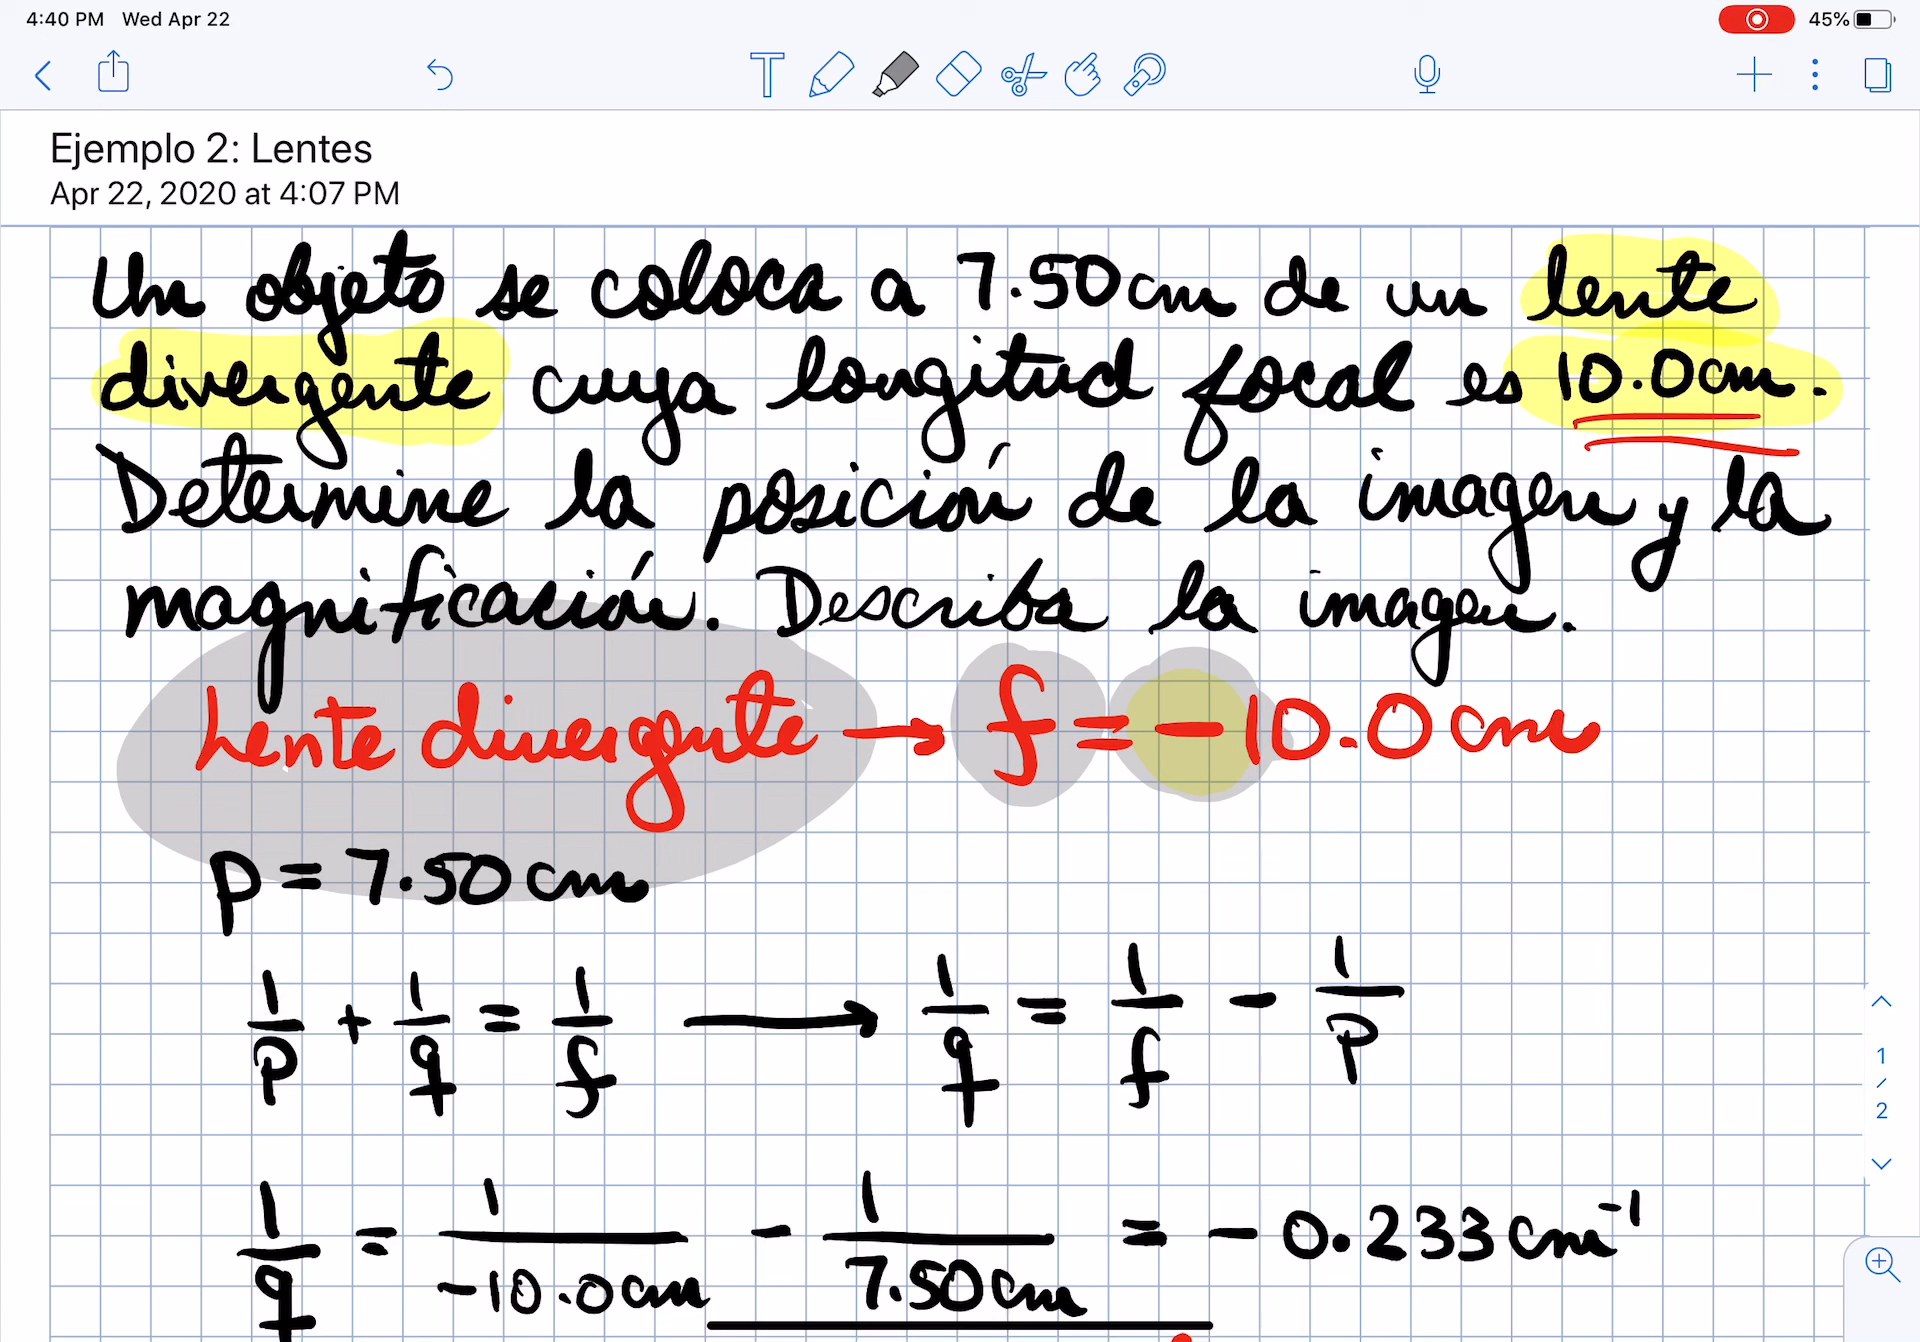 4:40 PM Wed Apr 22 45%
Ejemplo 2: Lentes
Apr 22, 2020 at 4:07 PM
Un objeto se coloca a 7.50 cm de un lente
divergente cuya longitud focal es 10.0 cm.
Determine la posición de la imagen y la
magnificación. Describa la imagen.
Lente divergente → f = -10.0 cm
p = 7.50 cm
1/p + 1/q = 1/f → 1/q = 1/f - 1/p
1/q = 1/-10.0 cm - 1/7.50 cm = -0.233 cm⁻¹
1/2